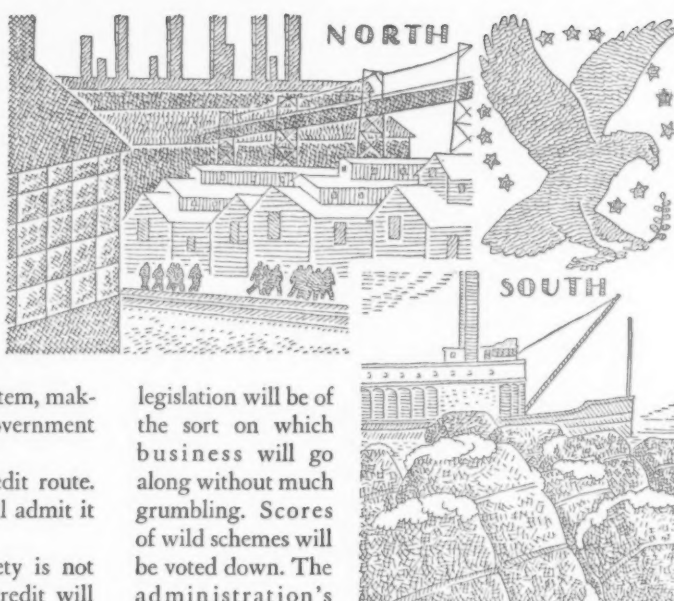 NORTH
SOUTH
tem, mak-
vernment
edit route.
l admit it
ety is not
redit will
legislation will be of
the sort on which
business will go
along without much
grumbling. Scores
of wild schemes will
be voted down. The
administration's